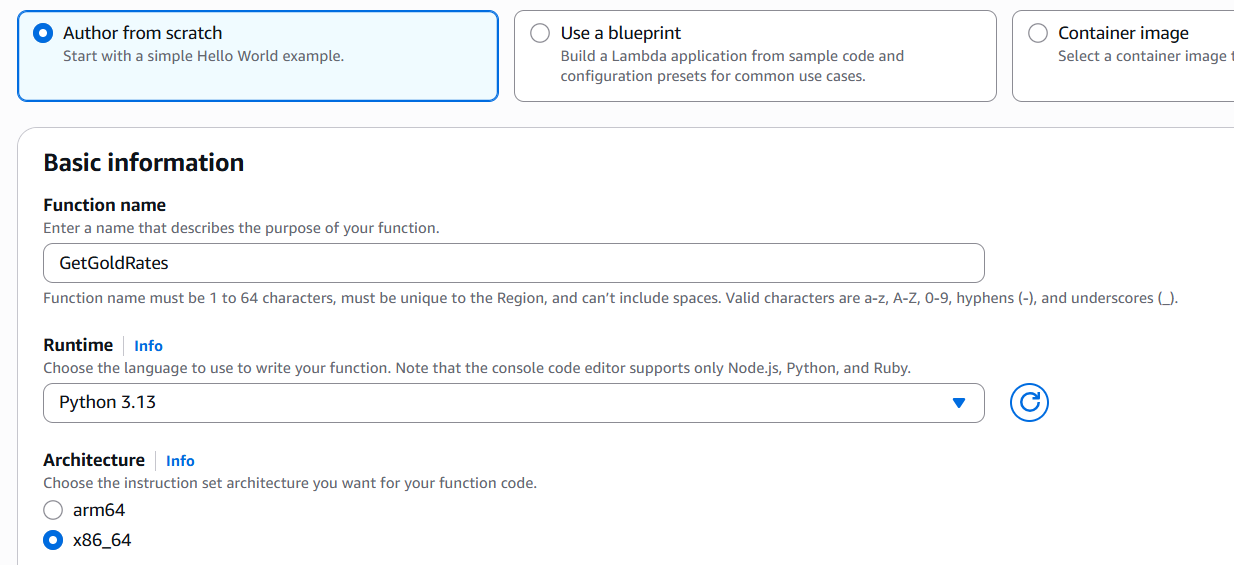 Author from scratch
Start with a simple Hello World example.
Use a blueprint
Build a Lambda application from sample code and
configuration presets for common use cases.
Container image
Select a container image
Basic information
Function name
Enter a name that describes the purpose of your function.
GetGoldRates
Function name must be 1 to 64 characters, must be unique to the Region, and can’t include spaces. Valid characters are a-z, A-Z, 0-9, hyphens (-), and underscores (_).
Runtime Info
Choose the language to use to write your function. Note that the console code editor supports only Node.js, Python, and Ruby.
Python 3.13
Architecture Info
Choose the instruction set architecture you want for your function code.
arm64
x86_64